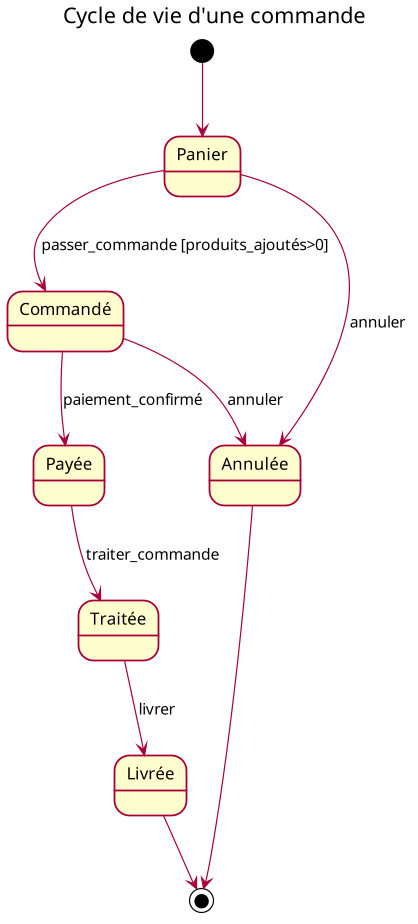 Cycle de vie d'une commande
Panier
passer_commande [produits_ajoutés>0]
annuler
Commandé
paiement_confirmé
annuler
Payée
Annulée
traiter_commande
Traitée
livrer
Livrée